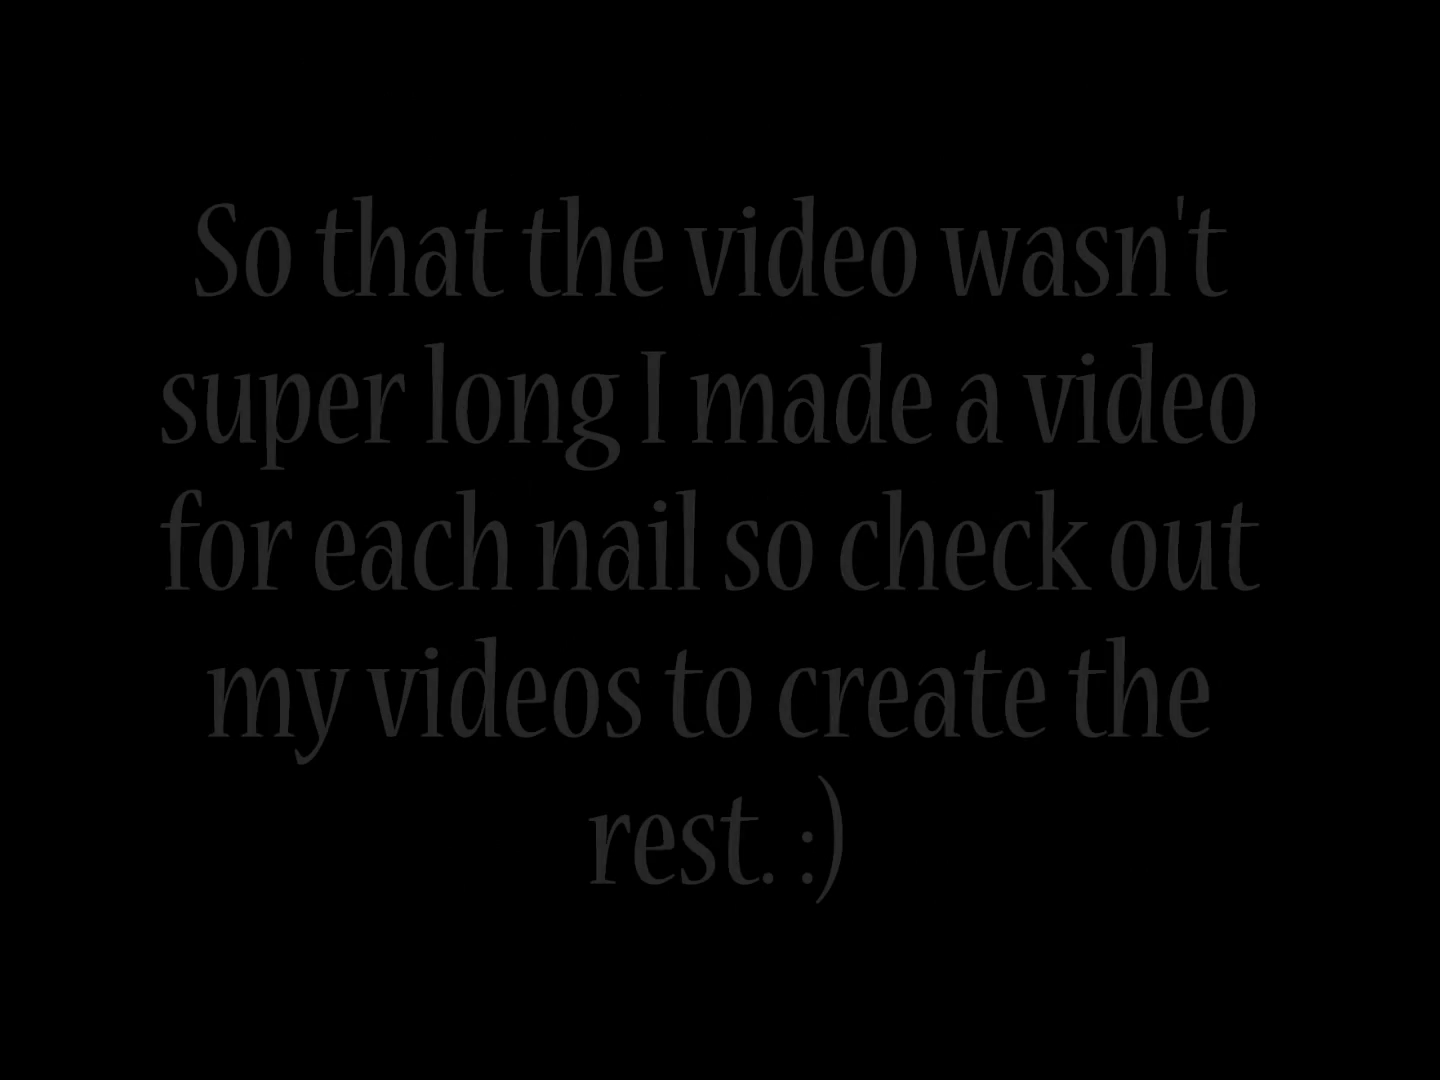 So that the video wasn't
super long I made a video
for each nail so check out
my videos to create the
rest. :)